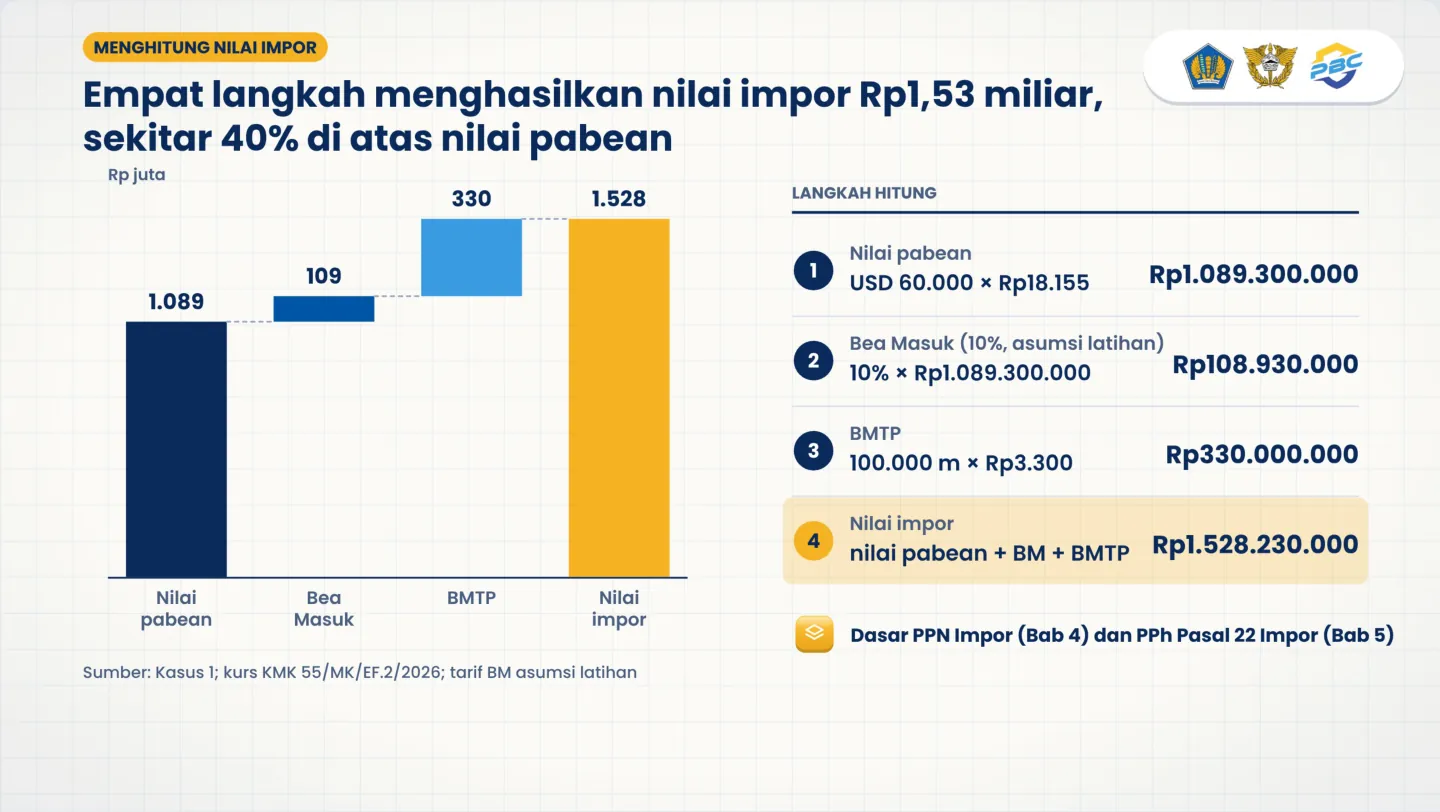 MENGHITUNG NILAI IMPOR
Empat langkah menghasilkan nilai impor Rp1,53 miliar,
sekitar 40% di atas nilai pabean
PBC
Rp juta
1.089
109
330
1.528
Nilai
pabean
Bea
Masuk
BMTP
Nilai
impor
Sumber: Kasus 1; kurs KMK 55/MK/EF.2/2026; tarif BM asumsi latihan
LANGKAH HITUNG
1
Nilai pabean
USD 60.000 × Rp18.155
Rp1.089.300.000
2
Bea Masuk (10%, asumsi latihan)
10% × Rp1.089.300.000
Rp108.930.000
3
BMTP
100.000 m × Rp3.300
Rp330.000.000
4
Nilai impor
nilai pabean + BM + BMTP
Rp1.528.230.000
Dasar PPN Impor (Bab 4) dan PPh Pasal 22 Impor (Bab 5)